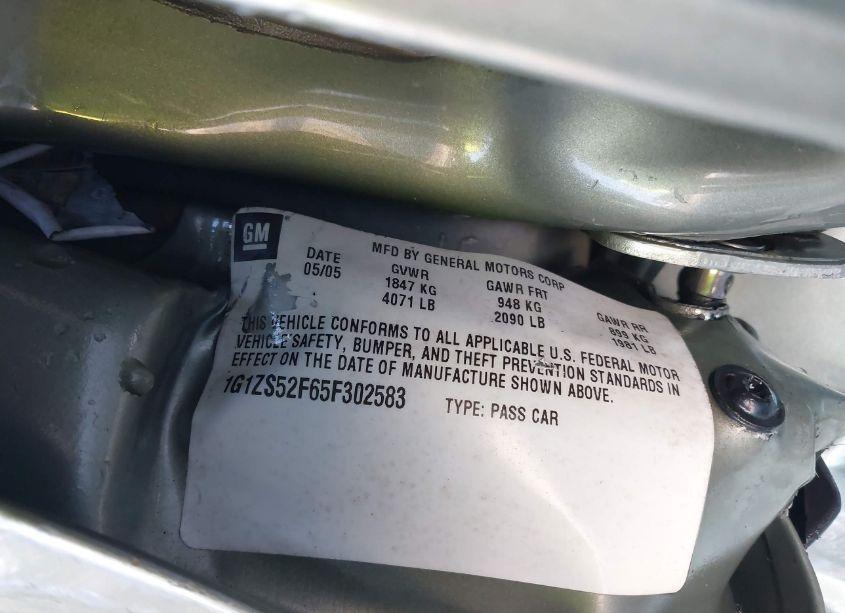 GM
MFD BY GENERAL MOTORS CORP
DATE GVWR GAWR FRT GAWR RR
05/05 1847 KG 948 KG 899 KG
4071 LB 2090 LB 1981 LB
THIS VEHICLE CONFORMS TO ALL APPLICABLE U.S. FEDERAL MOTOR
VEHICLE SAFETY, BUMPER, AND THEFT PREVENTION STANDARDS IN
EFFECT ON THE DATE OF MANUFACTURE SHOWN ABOVE.
1G1ZS52F65F302583 TYPE: PASS CAR